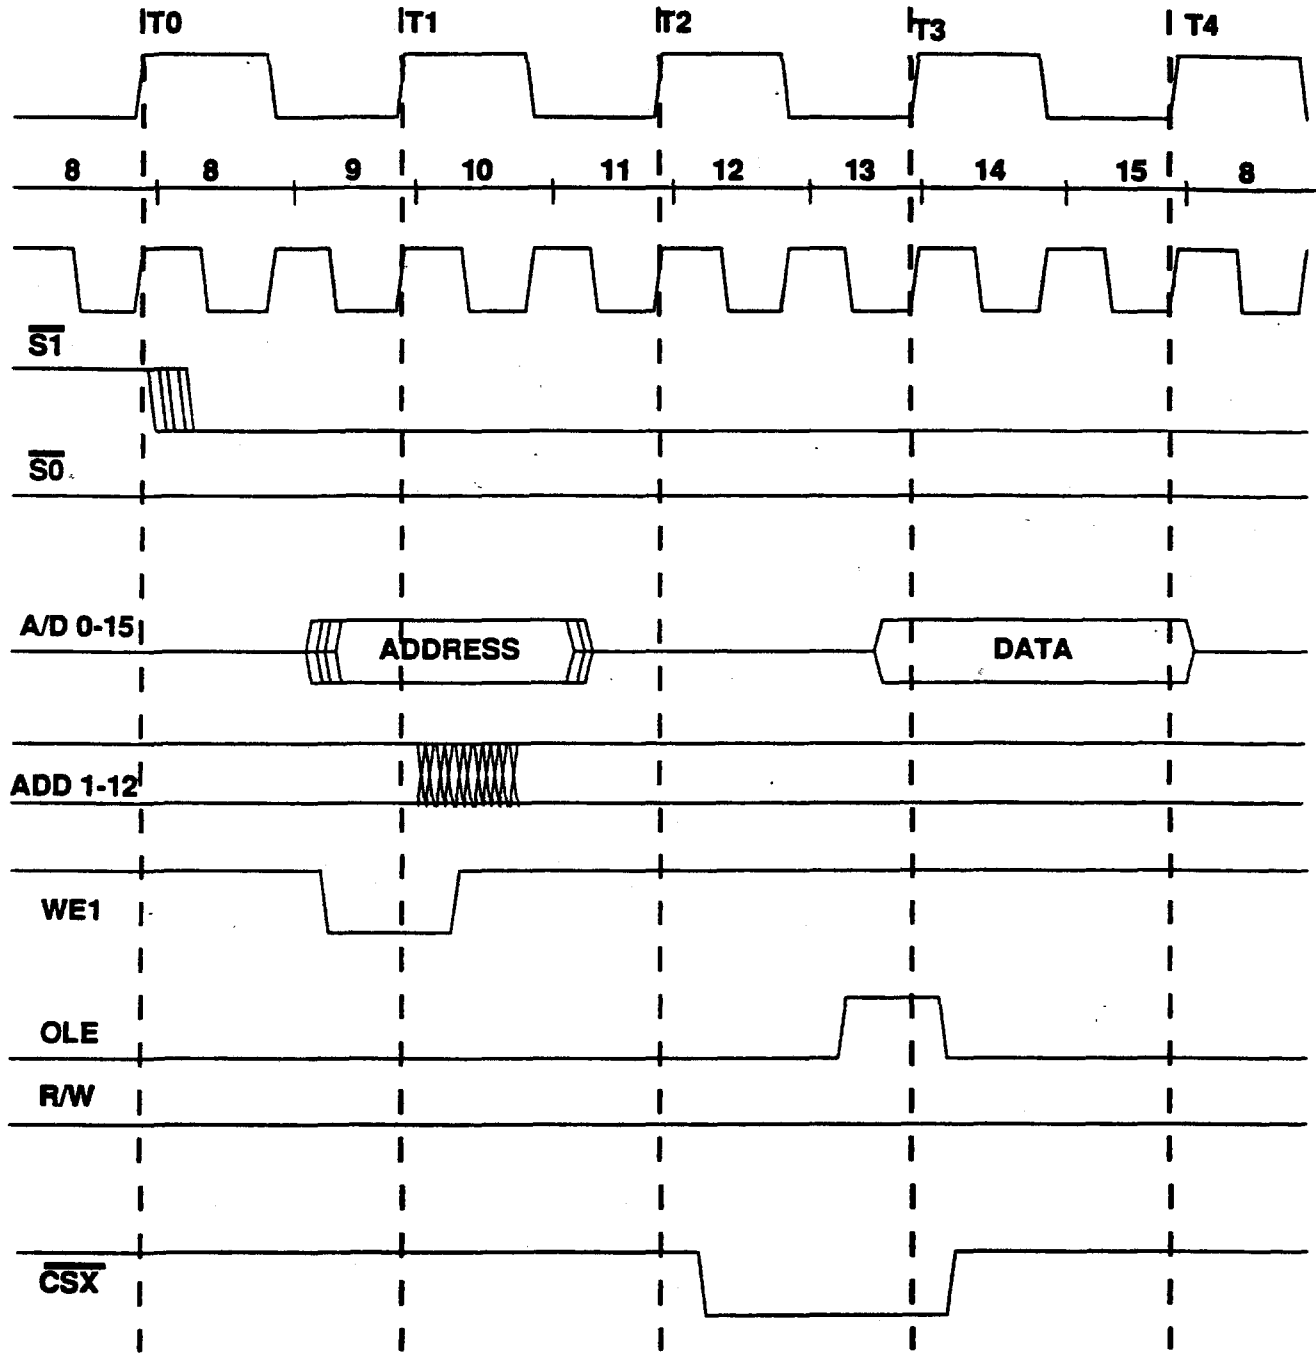 T0 T1 T2 T3 T4
8 8 9 10 11 12 13 14 15 8
S1
S0
A/D 0-15 ADDRESS DATA
ADD 1-12
WE1
OLE
R/W
CSX